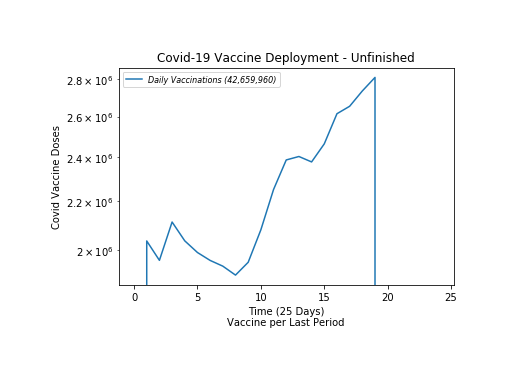 Covid-19 Vaccine Deployment - Unfinished
Daily Vaccinations (42,659,960)
2.8 × 10⁶
2.6 × 10⁶
2.4 × 10⁶
2.2 × 10⁶
2 × 10⁶
Covid Vaccine Doses
0 5 10 15 20 25
Time (25 Days)
Vaccine per Last Period